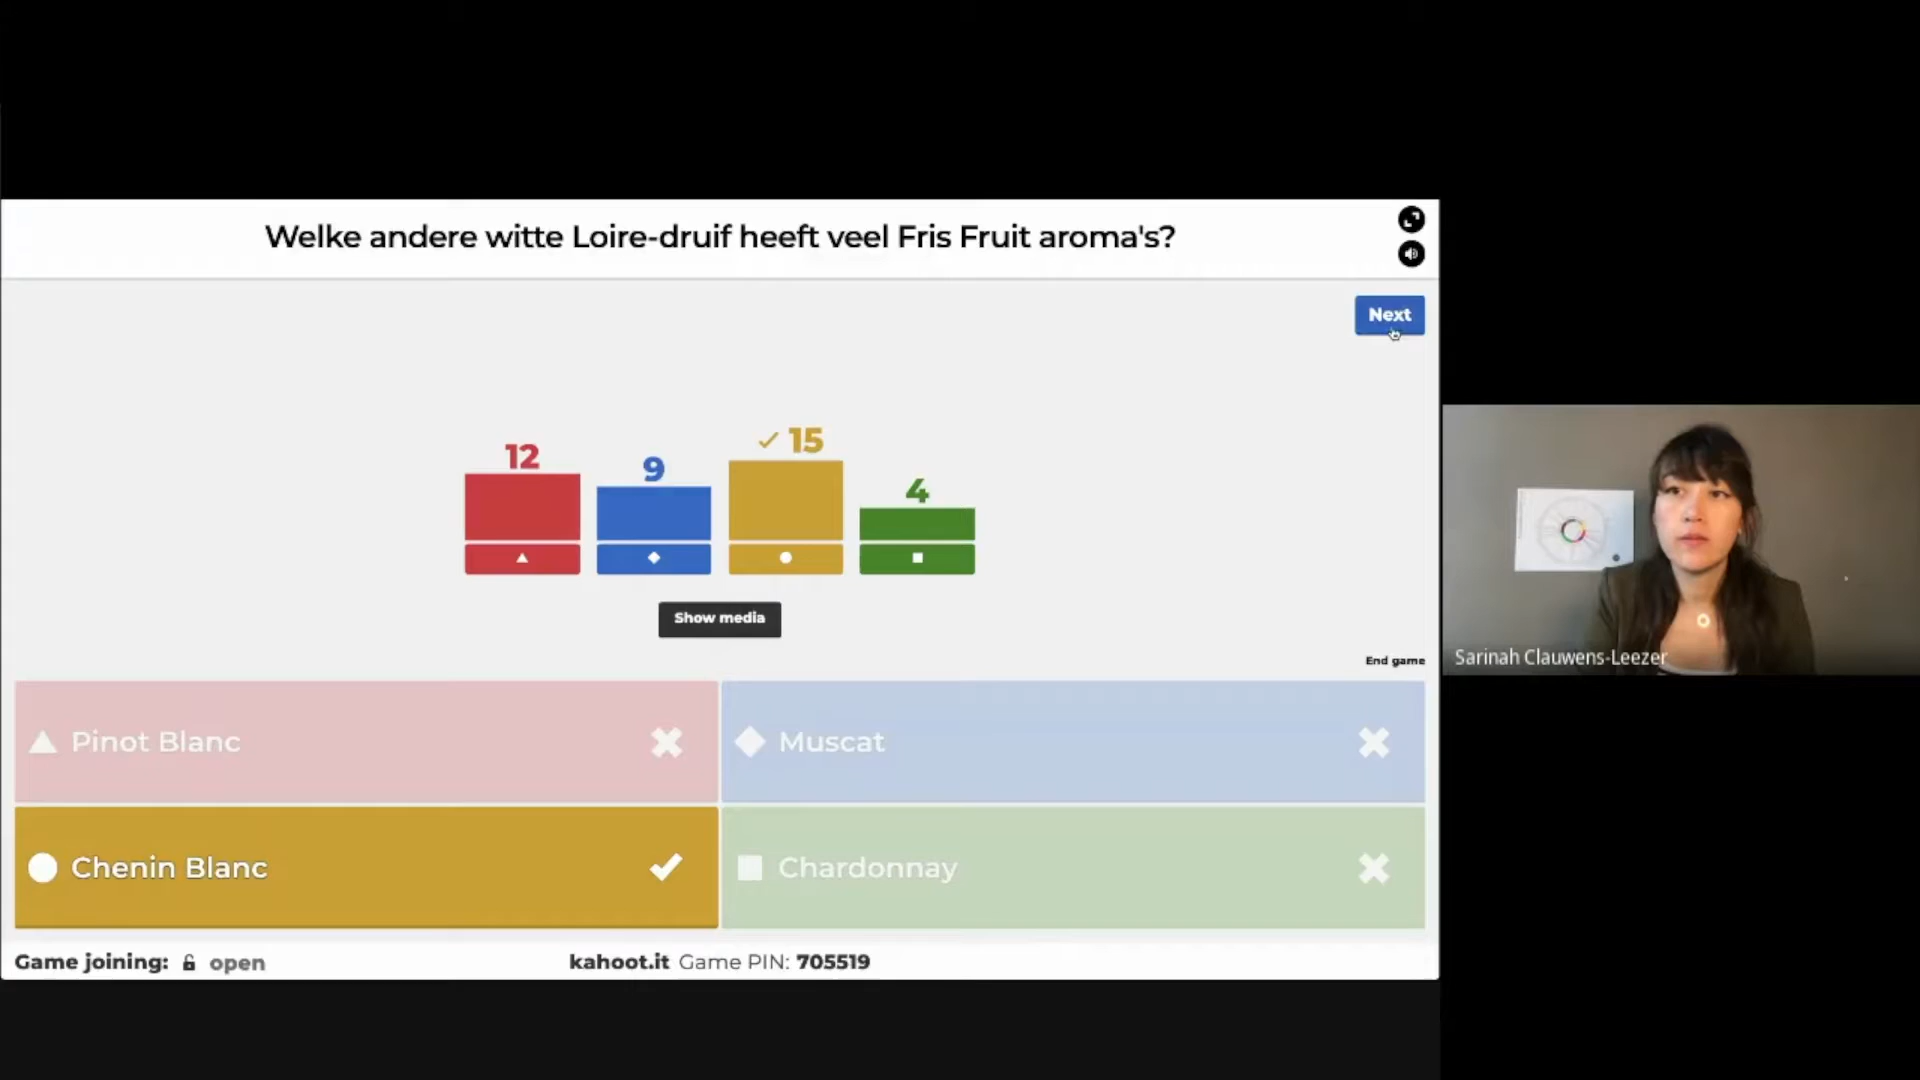 Welke andere witte Loire-druif heeft veel Fris Fruit aroma's?
Next
12
9
15
4
Show media
End game
Sarinah Clauwens-Leezer
Pinot Blanc
Muscat
Chenin Blanc
Chardonnay
Game joining: open
kahoot.it Game PIN: 705519